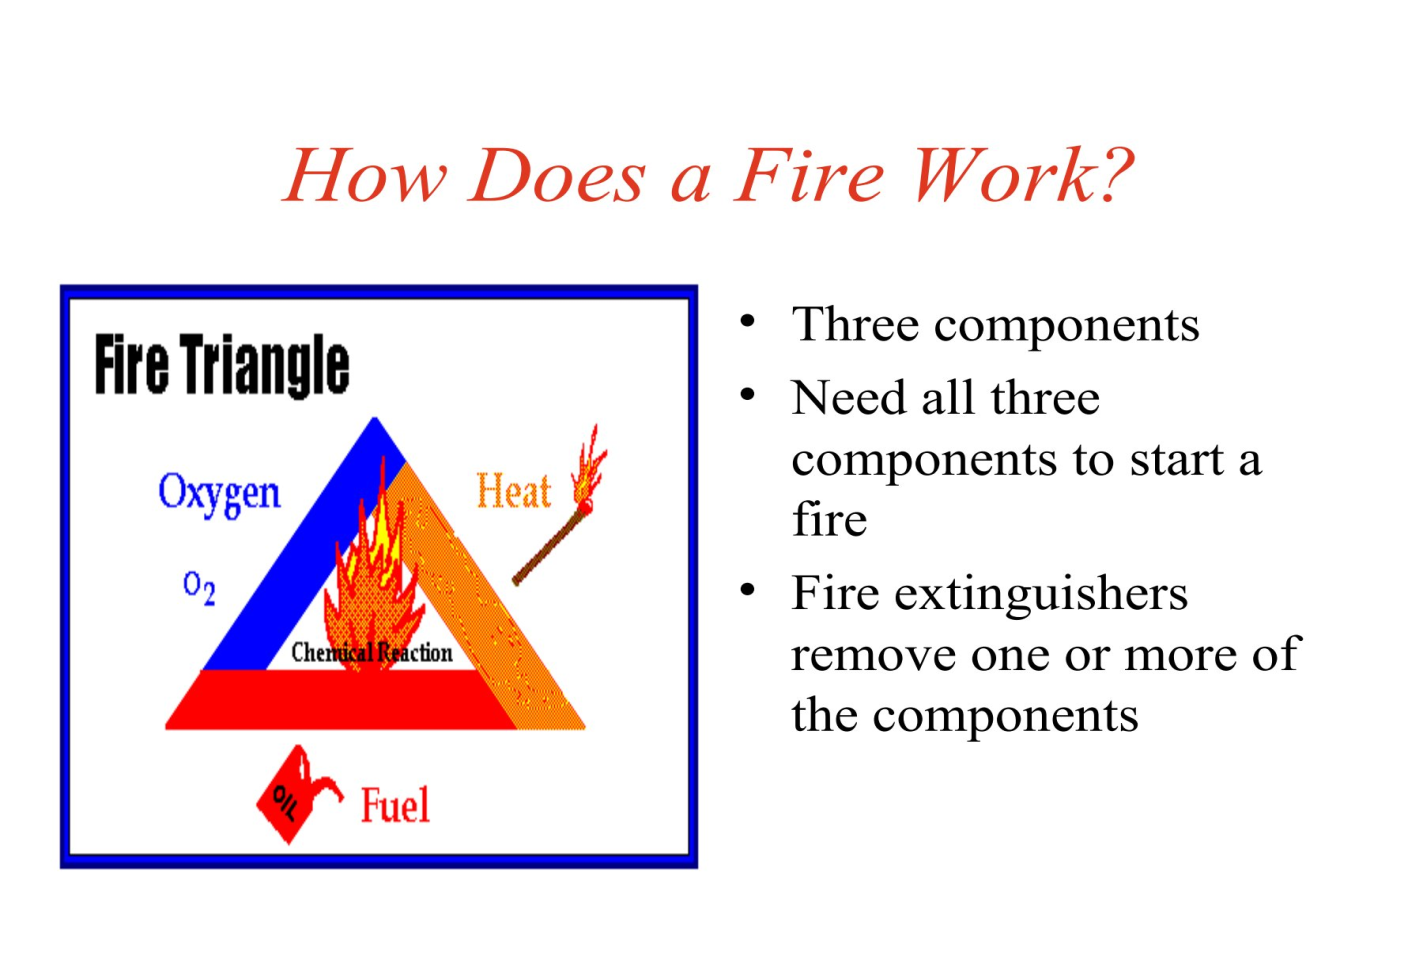 How Does a Fire Work?
Fire Triangle
Oxygen
O2
Heat
Chemical Reaction
OIL
Fuel
• Three components
• Need all three
components to start a
fire
• Fire extinguishers
remove one or more of
the components